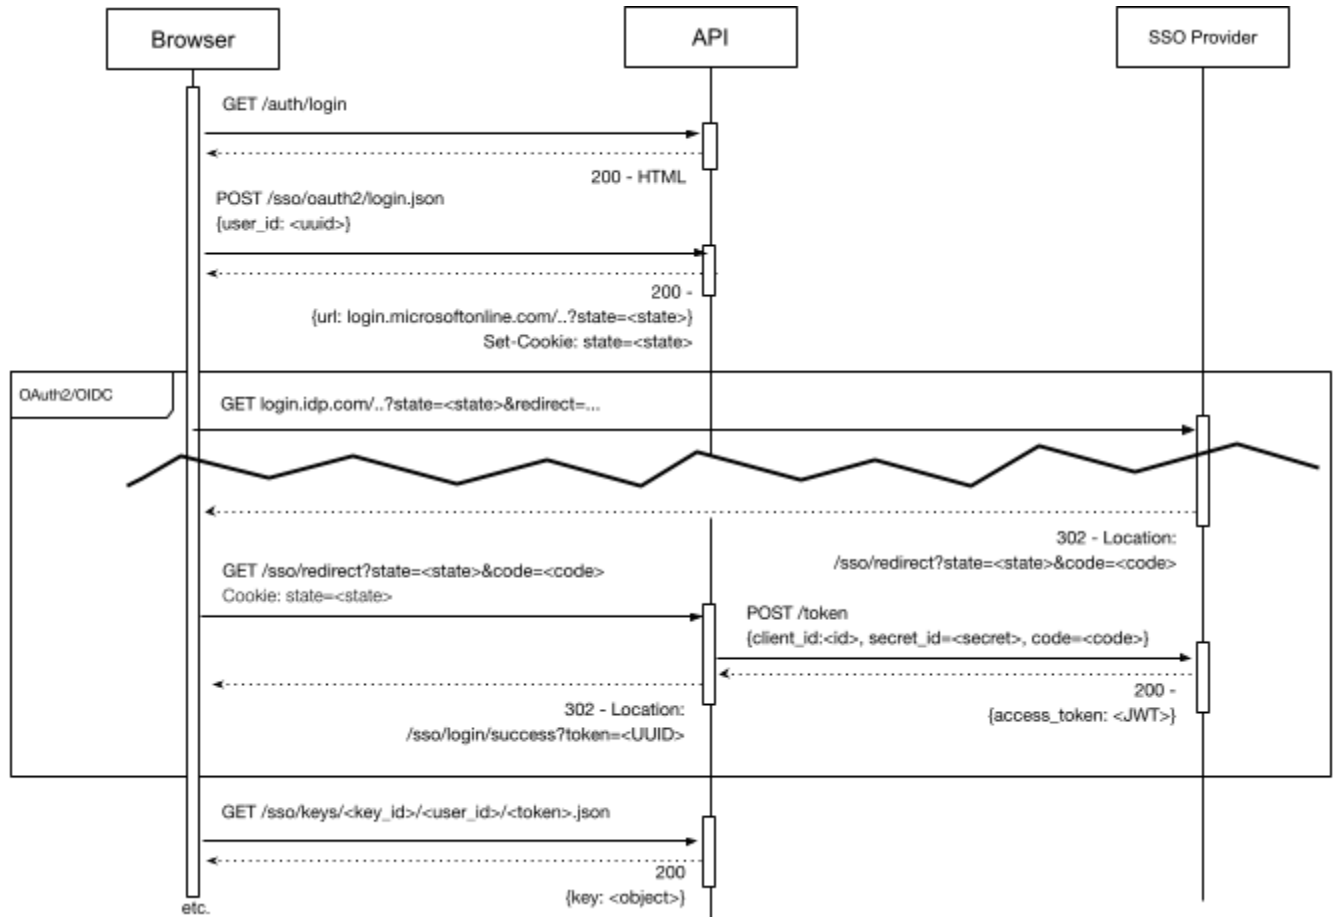 Browser
API
SSO Provider
GET /auth/login
200 - HTML
POST /sso/oauth2/login.json
{user_id: <uuid>}
200 -
{url: login.microsoftonline.com/..?state=<state>}
Set-Cookie: state=<state>
OAuth2/OIDC
GET login.idp.com/..?state=<state>&redirect=...
302 - Location:
/sso/redirect?state=<state>&code=<code>
GET /sso/redirect?state=<state>&code=<code>
Cookie: state=<state>
POST /token
{client_id:<id>, secret_id=<secret>, code=<code>}
200 -
{access_token: <JWT>}
302 - Location:
/sso/login/success?token=<UUID>
GET /sso/keys/<key_id>/<user_id>/<token>.json
200
{key: <object>}
etc.